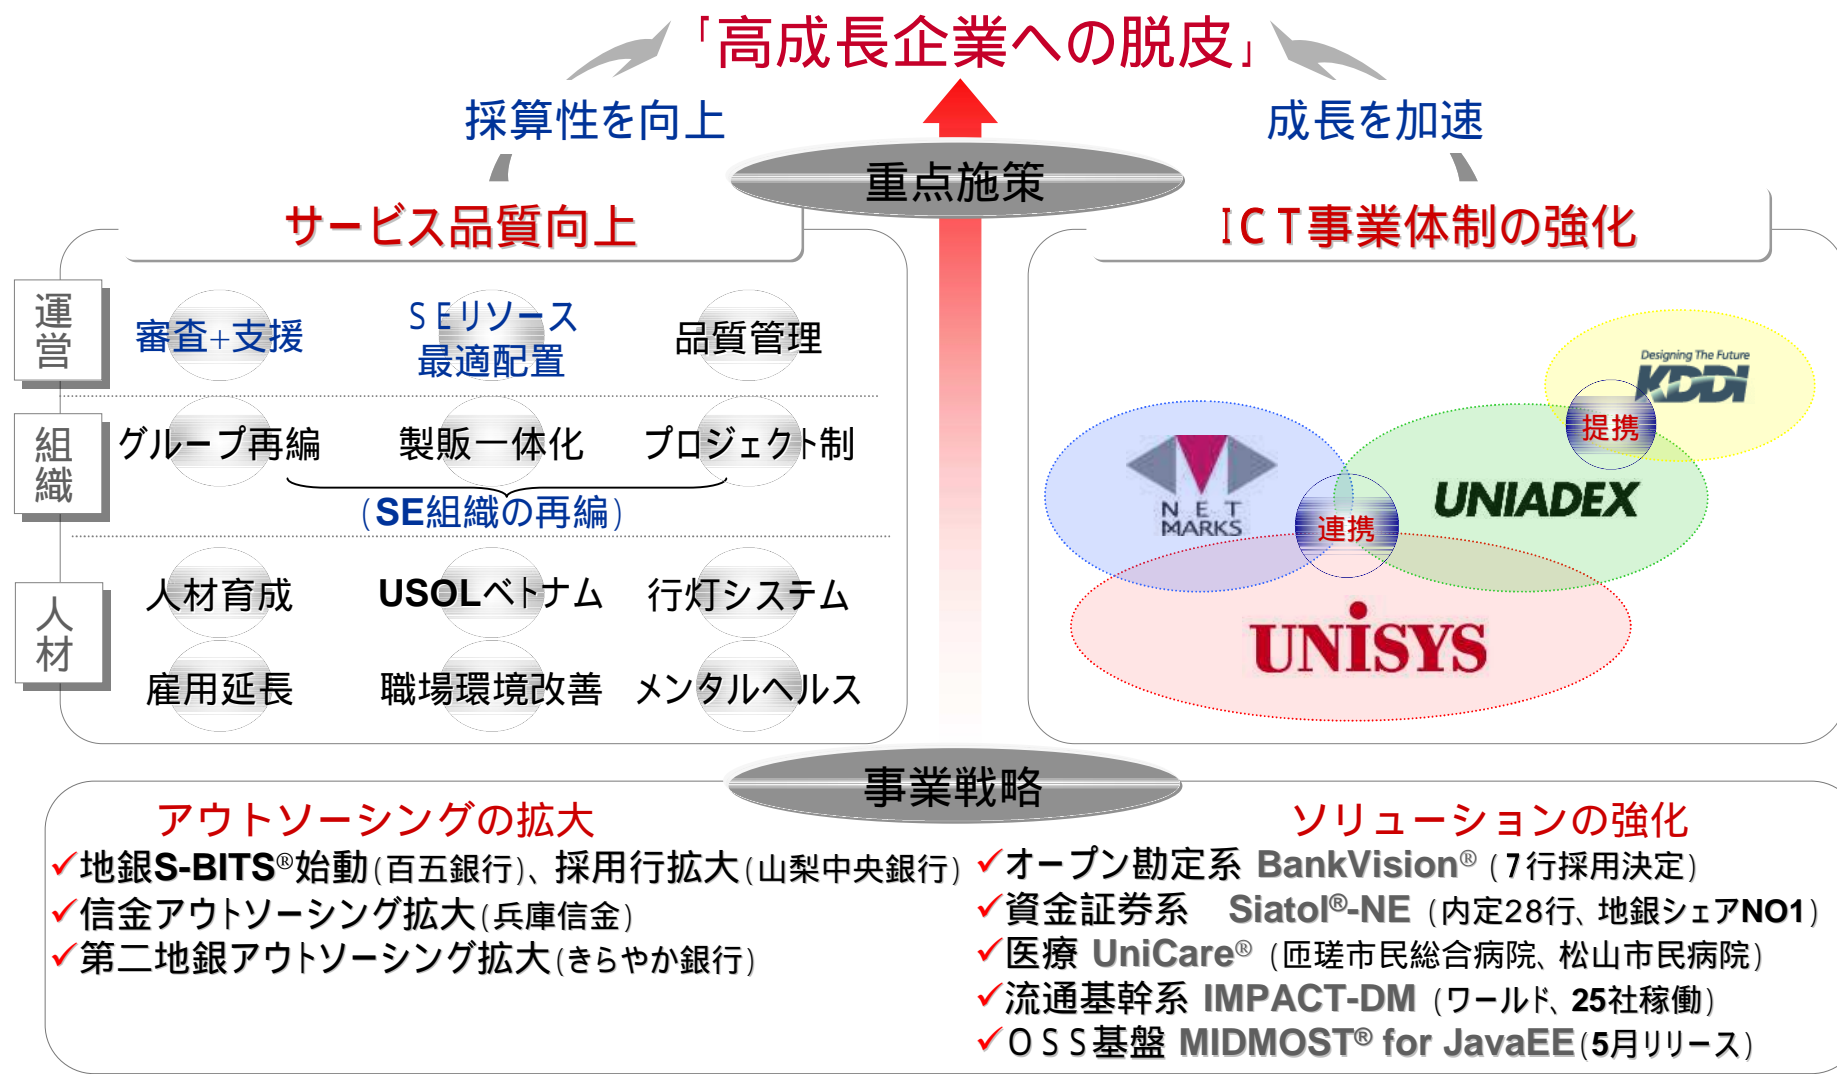 「高成長企業への脱皮」
採算性を向上
成長を加速
重点施策
サービス品質向上
ICT事業体制の強化
運営
審査+支援
SEリソース
最適配置
品質管理
組織
グループ再編
製販一体化
プロジェクト制
(SE組織の再編)
人材
人材育成
USOLベトナム
行灯システム
雇用延長
職場環境改善
メンタルヘルス
Designing The Future
KDDI
提携
NET
MARKS
連携
UNIADEX
UNISYS
事業戦略
アウトソーシングの拡大
✓地銀S-BITS®始動(百五銀行)、採用行拡大(山梨中央銀行)
✓信金アウトソーシング拡大(兵庫信金)
✓第二地銀アウトソーシング拡大(きらやか銀行)
ソリューションの強化
✓オープン勘定系 BankVision® (7行採用決定)
✓資金証券系 Siatol®-NE (内定28行、地銀シェアNO1)
✓医療 UniCare® (匝瑳市民総合病院、松山市民病院)
✓流通基幹系 IMPACT-DM (ワールド、25社稼働)
✓OSS基盤 MIDMOST® for JavaEE(5月リリース)